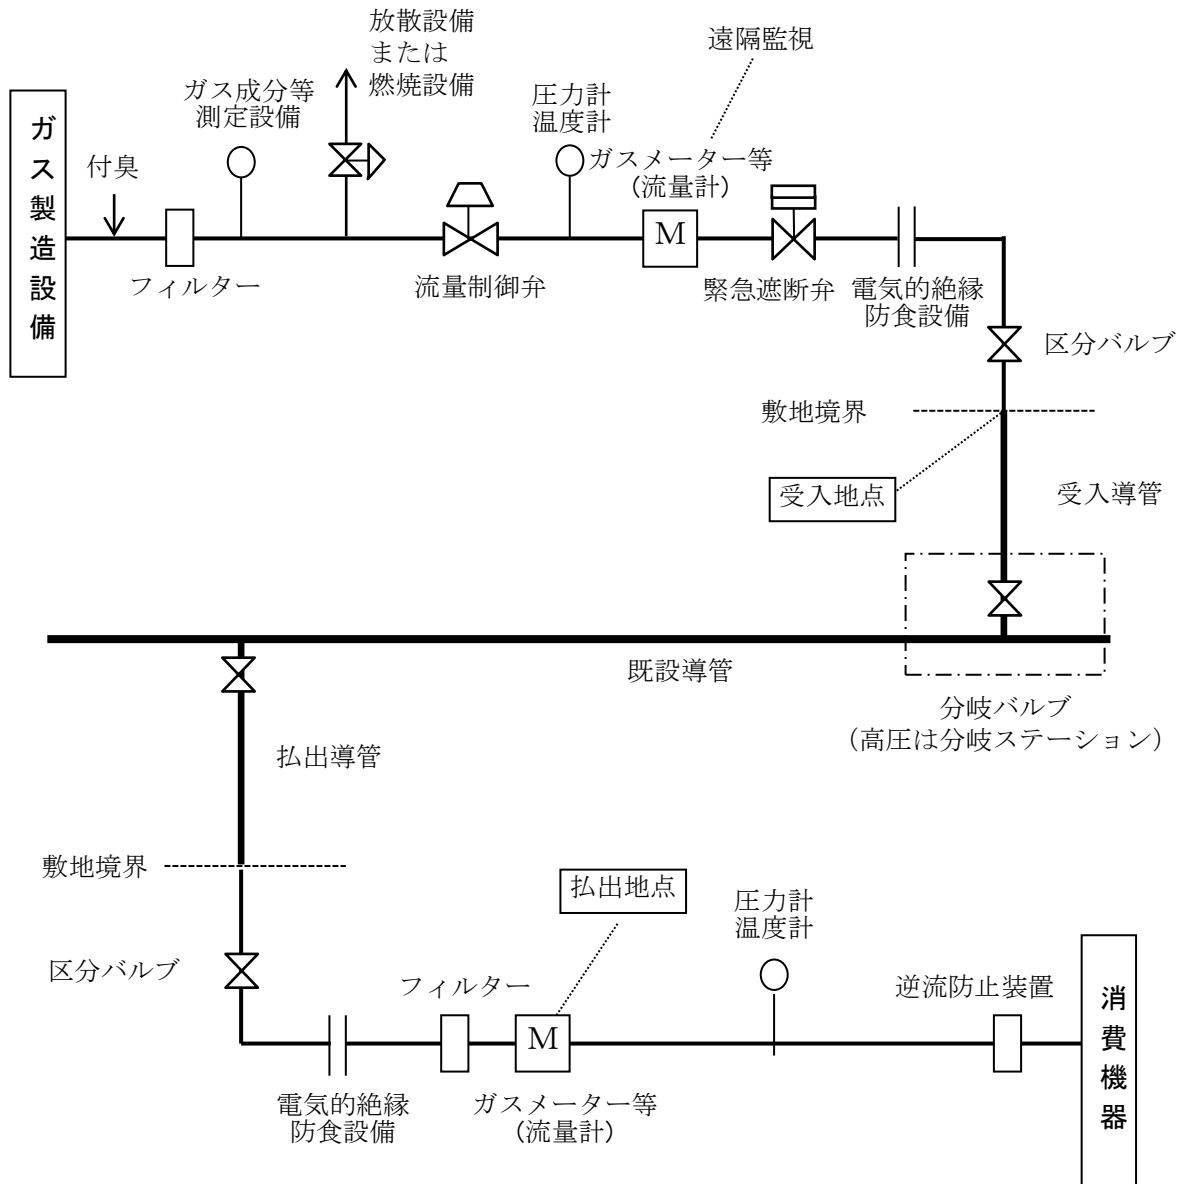 放散設備
または
燃焼設備
遠隔監視
ガス成分等
測定設備
圧力計
温度計
ガス製造設備
付臭
ガスメーター等
(流量計)
M
フィルター
流量制御弁
緊急遮断弁
電気的絶縁
防食設備
区分バルブ
敷地境界
受入地点
受入導管
既設導管
分岐バルブ
（高圧は分岐ステーション）
払出導管
敷地境界
払出地点
圧力計
温度計
区分バルブ
フィルター
逆流防止装置
消費機器
M
電気的絶縁
防食設備
ガスメーター等
(流量計)